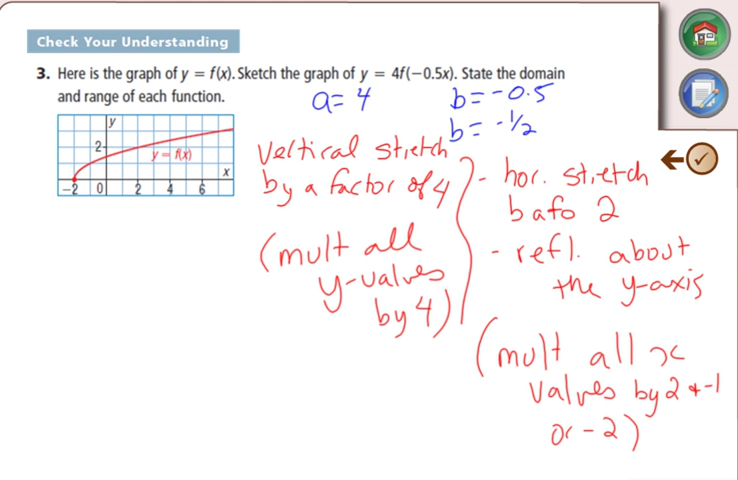 Check Your Understanding
3. Here is the graph of y = f(x). Sketch the graph of y = 4f(−0.5x). State the domain
and range of each function.
a= 4
b= -0.5
b= -1/2
y
2
y = f(x)
x
−2 0 2 4 6
Vertical stretch
by a factor of 4
(mult all
y-values
by 4)
- hor. stretch
bafo 2
- refl. about
the y-axis
(mult all x
values by 2 + -1
or -2)